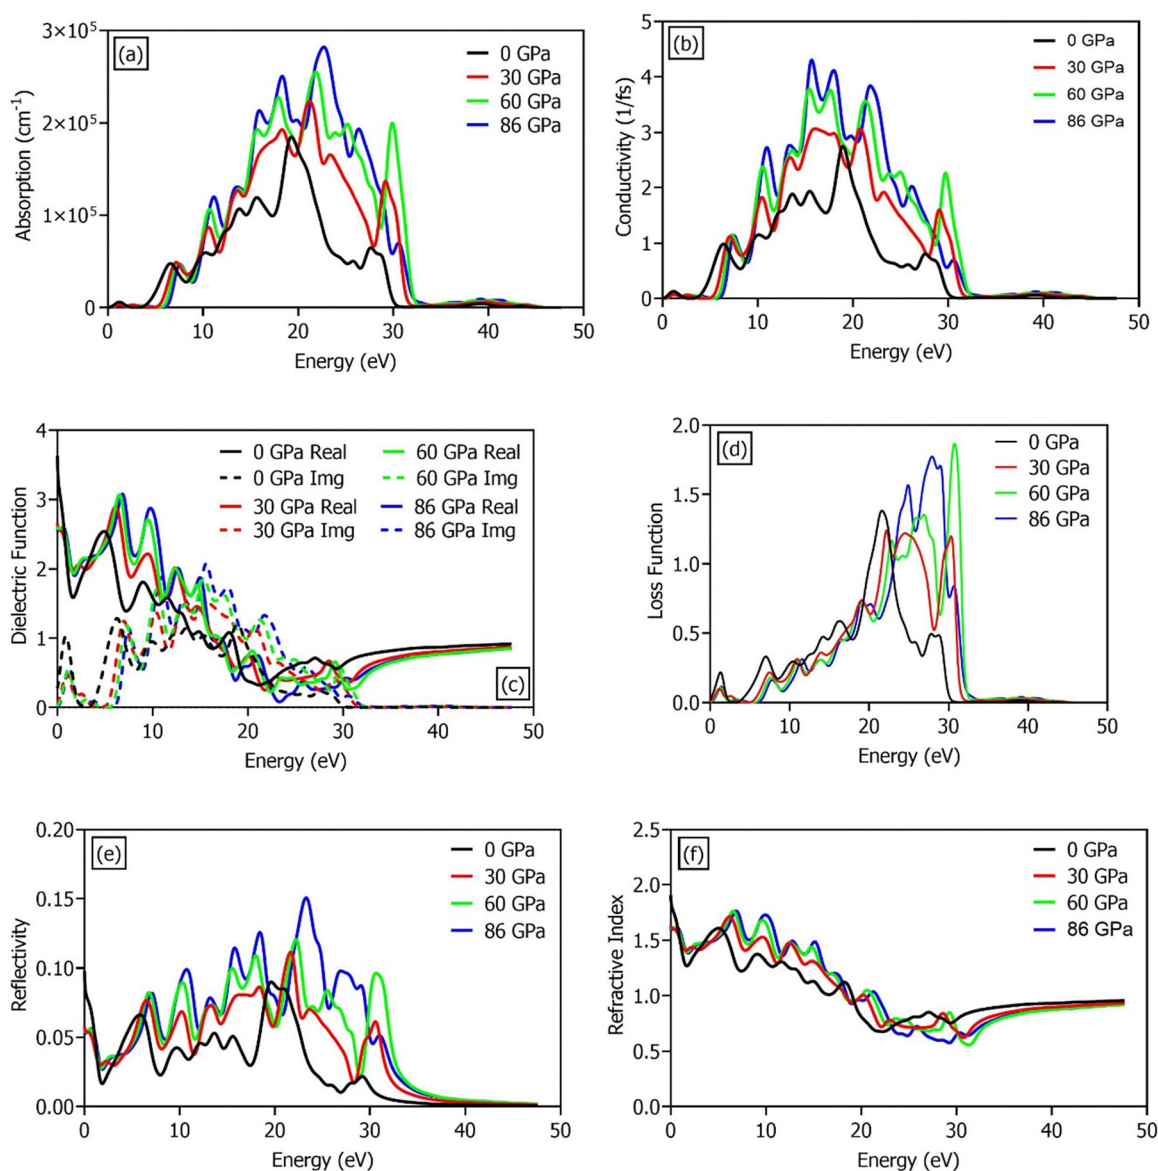 (a)
3×10⁵
2×10⁵
1×10⁵
0
Absorption (cm⁻¹)
0 GPa
30 GPa
60 GPa
86 GPa
0 10 20 30 40 50
Energy (eV)
(b)
5
4
3
2
1
0
Conductivity (1/fs)
0 GPa
30 GPa
60 GPa
86 GPa
0 10 20 30 40 50
Energy (eV)
4
3
2
1
0
Dielectric Function
0 GPa Real
0 GPa Img
30 GPa Real
30 GPa Img
60 GPa Real
60 GPa Img
86 GPa Real
86 GPa Img
(c)
0 10 20 30 40 50
Energy (eV)
(d)
2.0
1.5
1.0
0.5
0.0
Loss Function
0 GPa
30 GPa
60 GPa
86 GPa
0 10 20 30 40 50
Energy (eV)
(e)
0.20
0.15
0.10
0.05
0.00
Reflectivity
0 GPa
30 GPa
60 GPa
86 GPa
0 10 20 30 40 50
Energy (eV)
(f)
2.5
2.0
1.5
1.0
0.5
0.0
Refractive Index
0 GPa
30 GPa
60 GPa
86 GPa
0 10 20 30 40 50
Energy (eV)